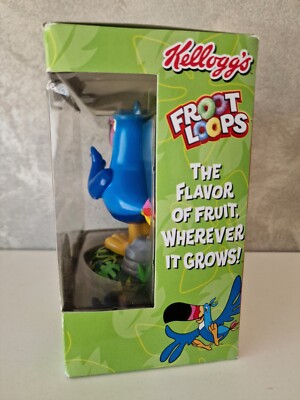 Kellogg's
FROOT
LOOPS
THE
FLAVOR
OF FRUIT,
WHEREVER
IT GROWS!